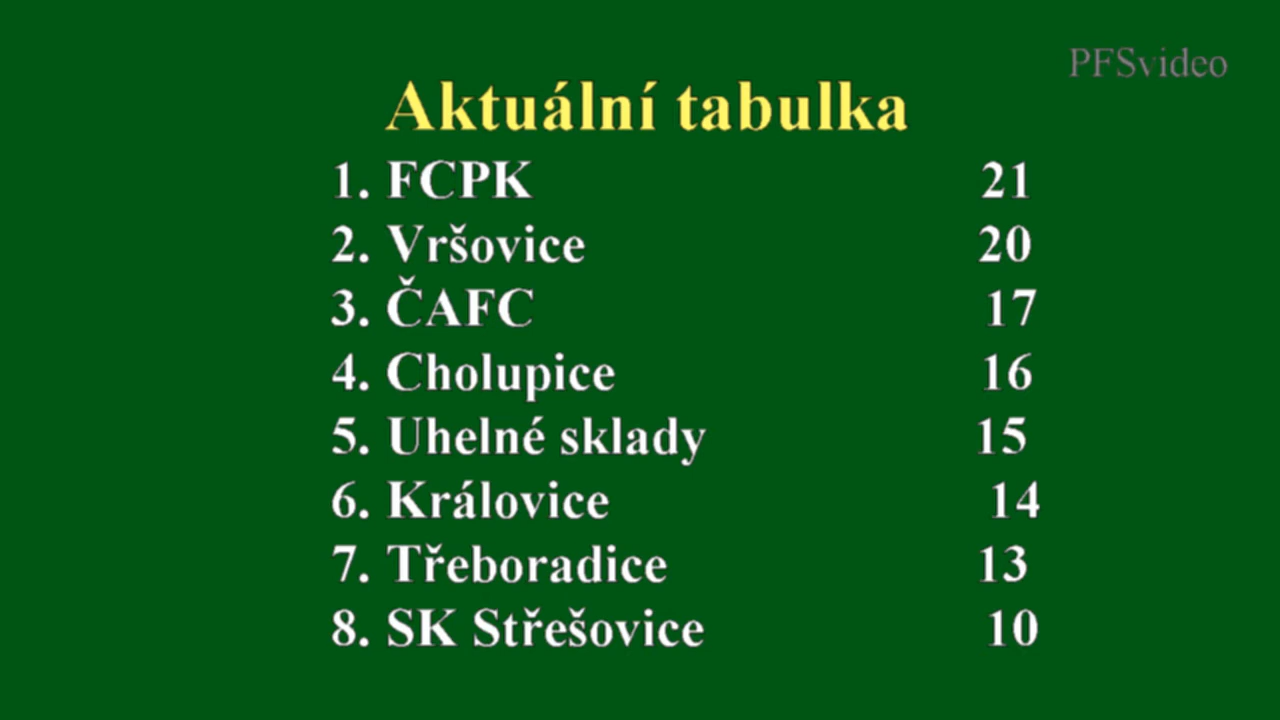 PFSvideo
Aktuální tabulka
1. FCPK 21
2. Vršovice 20
3. ČAFC 17
4. Cholupice 16
5. Uhelné sklady 15
6. Královice 14
7. Třeboradice 13
8. SK Střešovice 10